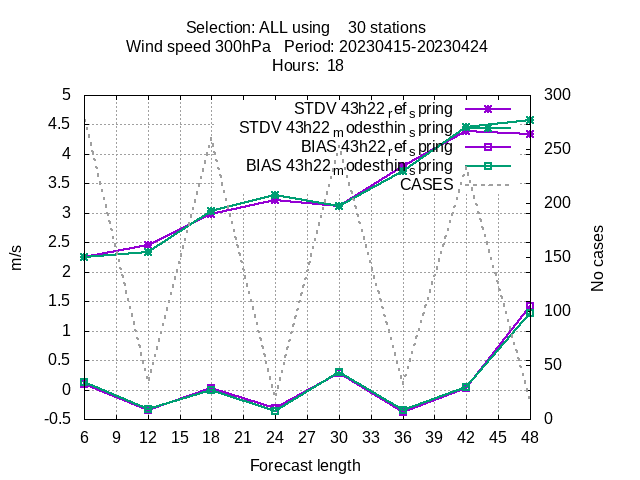 Selection: ALL using    30 stations
Wind speed 300hPa   Period: 20230415-20230424
Hours:  18
5
4.5
4
3.5
3
2.5
2
1.5
1
0.5
0
-0.5
m/s
STDV 43h22_ref_spring
STDV 43h22_modesthin_spring
BIAS 43h22_ref_spring
BIAS 43h22_modesthin_spring
CASES
300
250
200
150
100
50
0
No cases
6 9 12 15 18 21 24 27 30 33 36 39 42 45 48
Forecast length